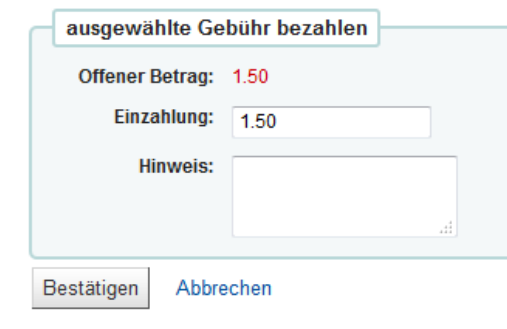 ausgewählte Gebühr bezahlen
Offener Betrag: 1.50
Einzahlung: 1.50
Hinweis:
Bestätigen Abbrechen